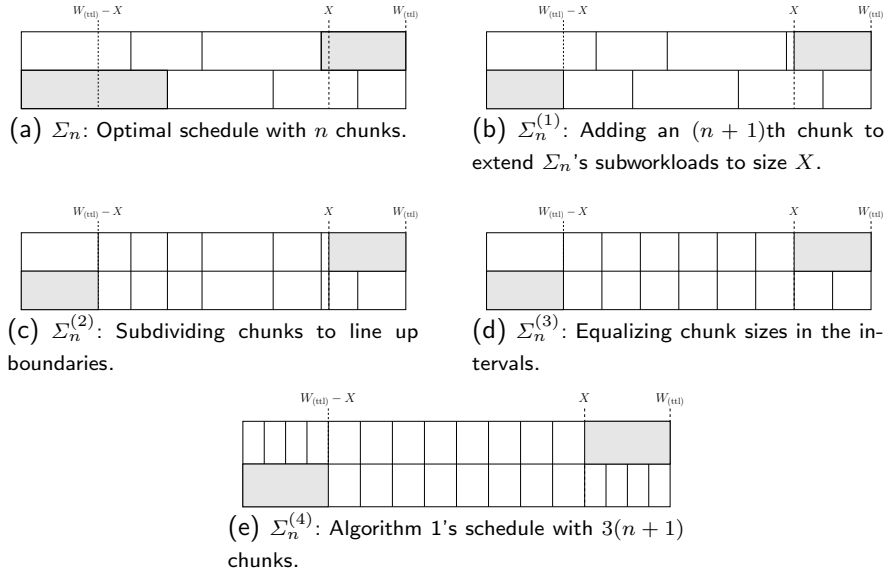 W(ttl) − X X W(ttl) W(ttl) − X X W(ttl)
(a) Σn: Optimal schedule with n chunks.
(b) Σn(1): Adding an (n + 1)th chunk to
extend Σn's subworkloads to size X.
W(ttl) − X X W(ttl) W(ttl) − X X W(ttl)
(c) Σn(2): Subdividing chunks to line up
boundaries.
(d) Σn(3): Equalizing chunk sizes in the in-
tervals.
W(ttl) − X X W(ttl)
(e) Σn(4): Algorithm 1's schedule with 3(n + 1)
chunks.